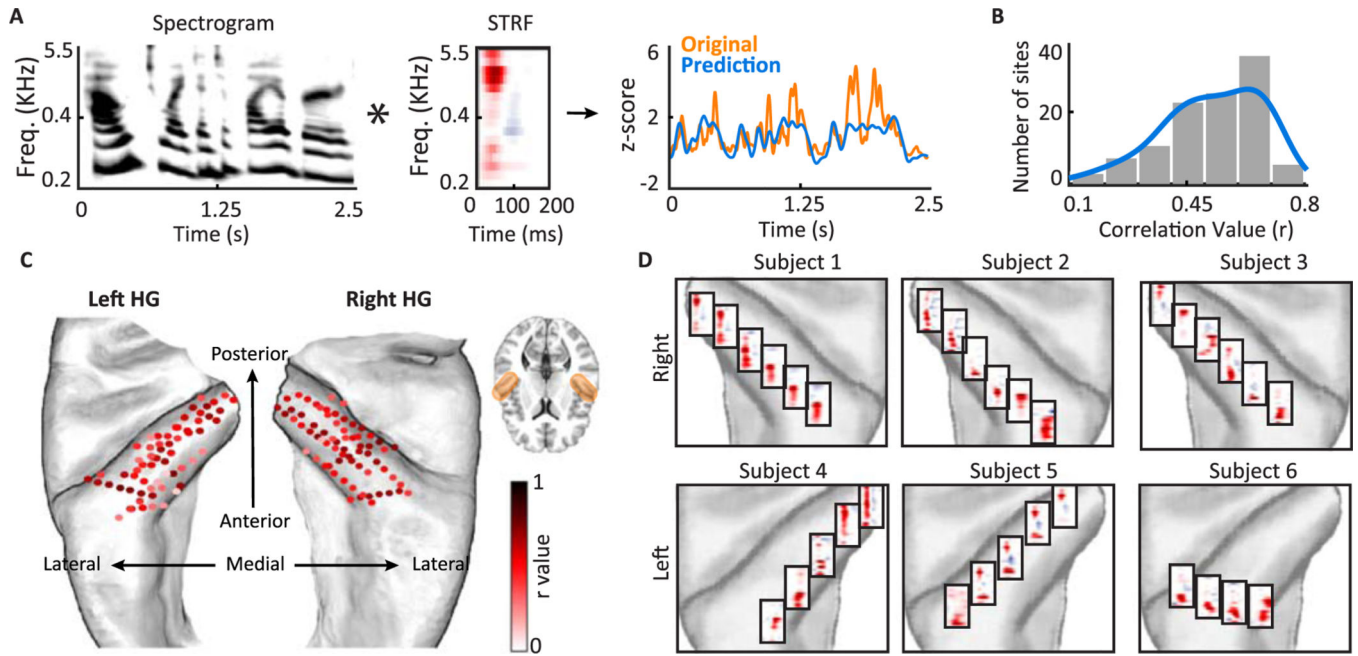 A
Spectrogram
Freq. (KHz)
5.5
0.4
0.2
0
1.25
2.5
Time (s)
*
STRF
Freq. (KHz)
5.5
0.4
0.2
0
100
200
Time (ms)
Original
Prediction
z-score
6
2
-2
0
1.25
2.5
Time (s)
B
Number of sites
40
20
0
0.1
0.45
0.8
Correlation Value (r)
C
Left HG
Right HG
Posterior
Anterior
Lateral
Medial
Lateral
1
r value
0
D
Subject 1
Subject 2
Subject 3
Right
Subject 4
Subject 5
Subject 6
Left